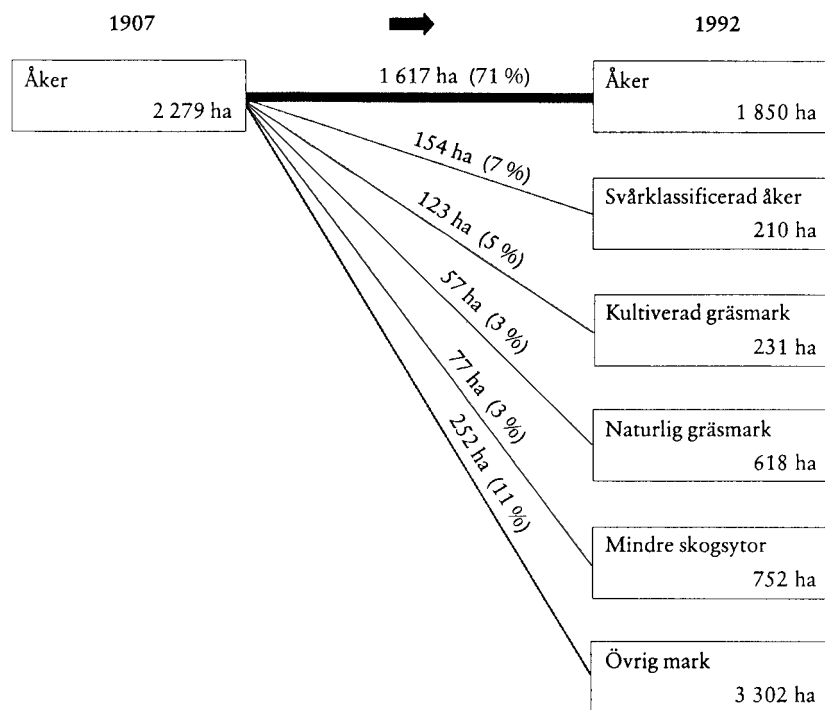 1907
1992
Åker
2 279 ha
1 617 ha (71 %)
Åker
1 850 ha
154 ha (7 %)
Svårklassificerad åker
210 ha
123 ha (5 %)
Kultiverad gräsmark
231 ha
57 ha (3 %)
Naturlig gräsmark
618 ha
77 ha (3 %)
Mindre skogsytor
752 ha
252 ha (11 %)
Övrig mark
3 302 ha